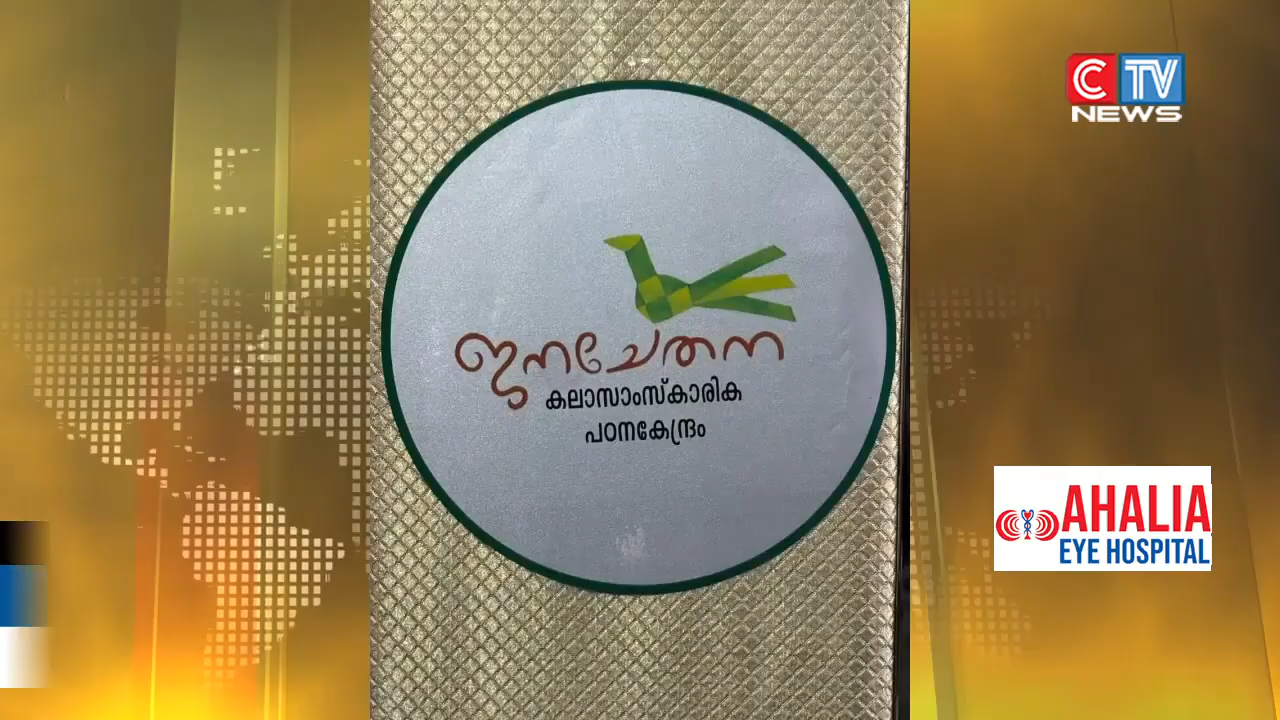 CTV
NEWS
ജനചേതന
കലാസാംസ്കാരിക
പഠനകേന്ദ്രം
AHALIA
EYE HOSPITAL